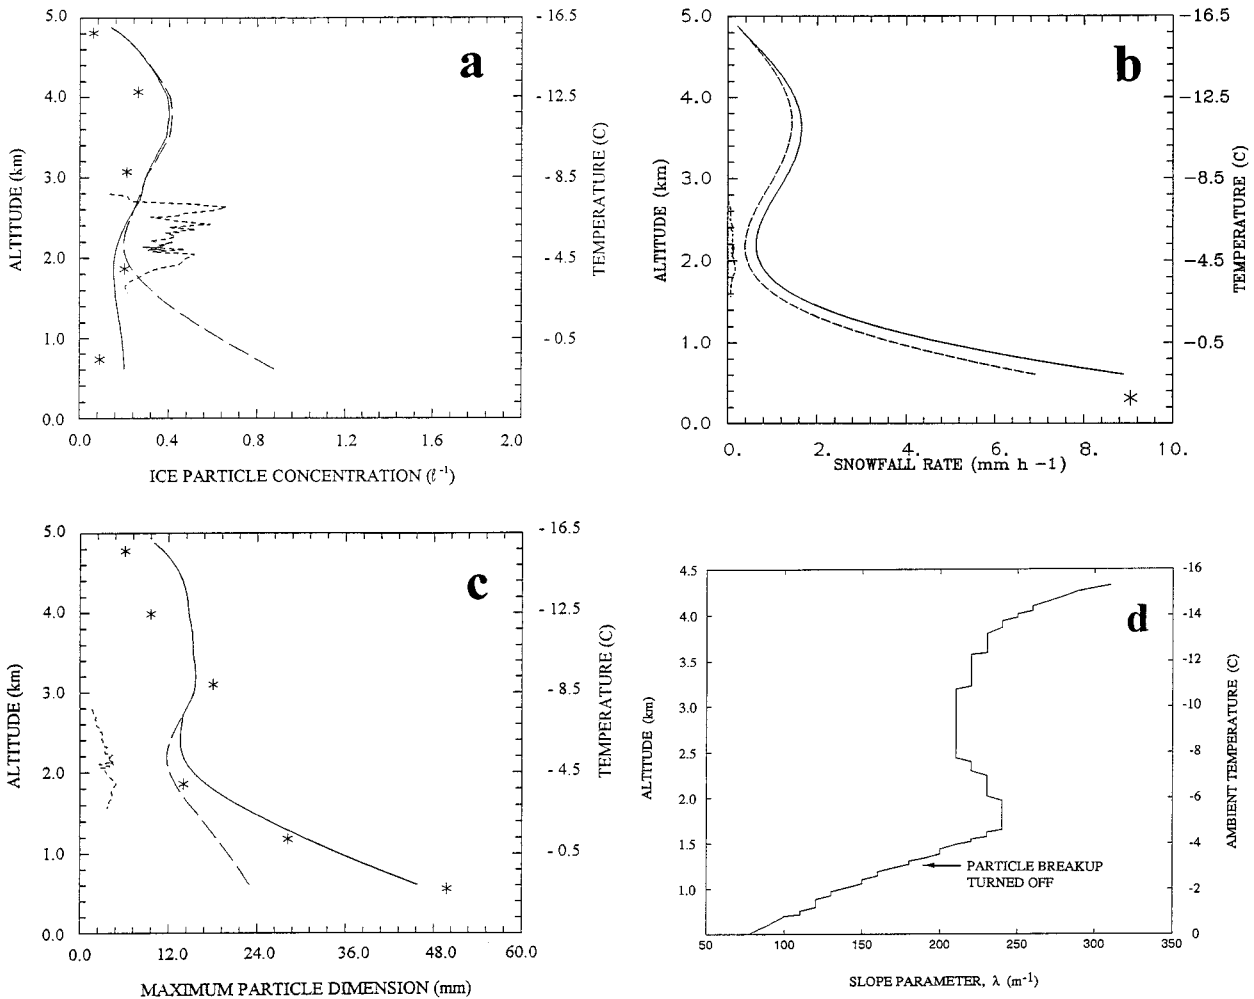 a
5.0
4.0
3.0
2.0
1.0
0.0
ALTITUDE (km)
- 16.5
- 12.5
- 8.5
- 4.5
- 0.5
TEMPERATURE (C)
0.0 0.4 0.8 1.2 1.6 2.0
ICE PARTICLE CONCENTRATION (ℓ⁻¹)
b
5.0
4.0
3.0
2.0
1.0
0.0
ALTITUDE (km)
−16.5
−12.5
−8.5
−4.5
−0.5
TEMPERATURE (C)
0. 2. 4. 6. 8. 10.
SNOWFALL RATE (mm h −1)
c
5.0
4.0
3.0
2.0
1.0
0.0
ALTITUDE (km)
- 16.5
- 12.5
- 8.5
- 4.5
- 0.5
TEMPERATURE (C)
0.0 12.0 24.0 36.0 48.0 60.0
MAXIMUM PARTICLE DIMENSION (mm)
d
4.5
4.0
3.5
3.0
2.5
2.0
1.5
1.0
ALTITUDE (km)
-16
-14
-12
-10
-8
-6
-4
-2
0
AMBIENT TEMPERATURE (C)
PARTICLE BREAKUP
TURNED OFF
50 100 150 200 250 300 350
SLOPE PARAMETER, λ (m⁻¹)